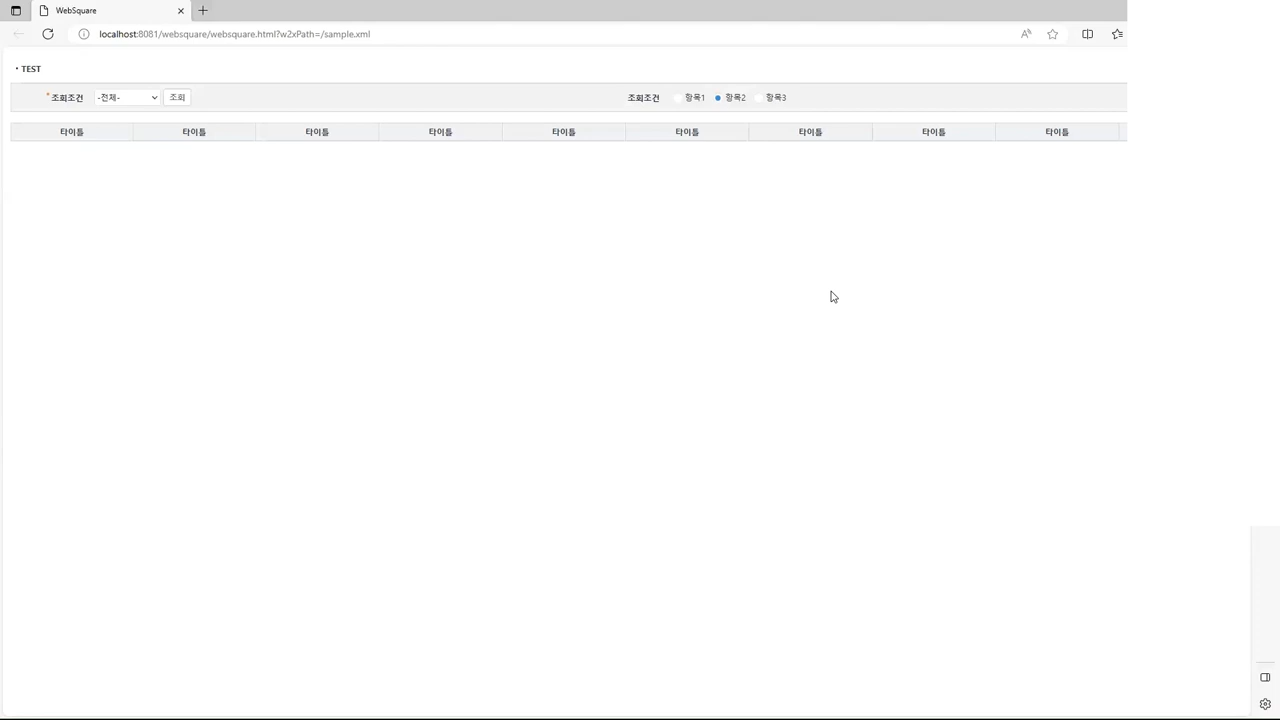 WebSquare
localhost:8081/websquare/websquare.html?w2xPath=/sample.xml
• TEST
* 조회조건 -전체- 조회 조회조건 항목1 항목2 항목3
타이틀 타이틀 타이틀 타이틀 타이틀 타이틀 타이틀 타이틀 타이틀